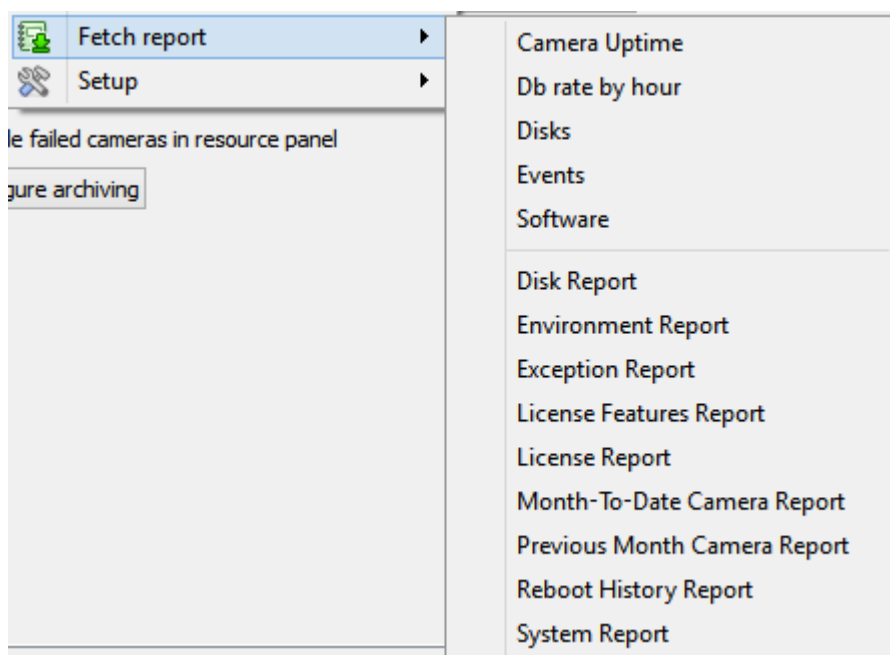 Fetch report
Setup
le failed cameras in resource panel
gure archiving
Camera Uptime
Db rate by hour
Disks
Events
Software
Disk Report
Environment Report
Exception Report
License Features Report
License Report
Month-To-Date Camera Report
Previous Month Camera Report
Reboot History Report
System Report